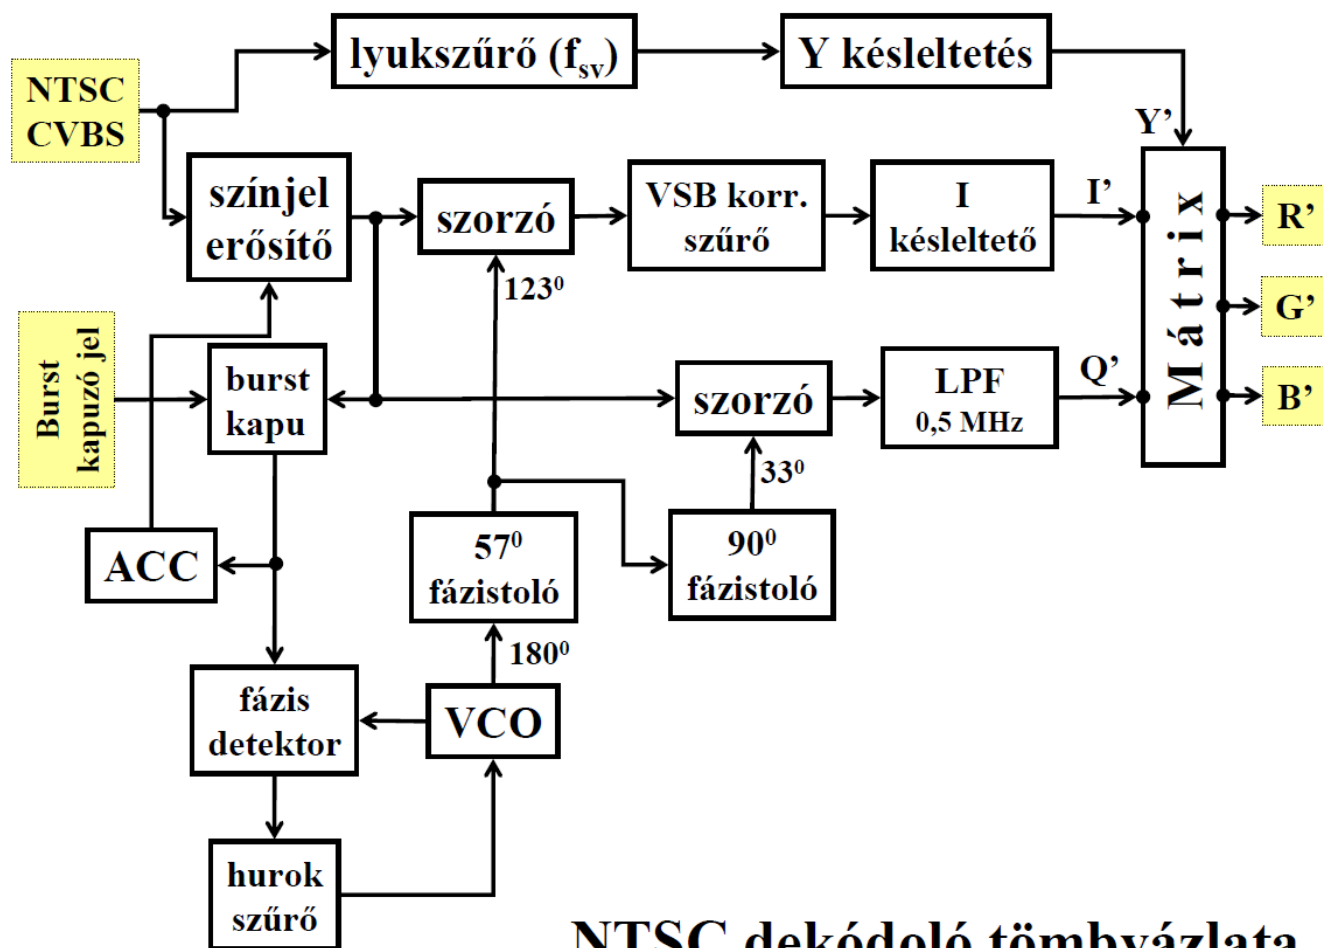 lyukszűrő (fsv)
Y késleltetés
NTSC
CVBS
Y’
színjel
erősítő
szorzó
VSB korr.
szűrő
I
késleltető
I’
R’
123⁰
G’
Burst
kapuzó jel
burst
kapu
szorzó
LPF
0,5 MHz
Q’
Mátrix
B’
33⁰
ACC
57⁰
fázistoló
90⁰
fázistoló
180⁰
fázis
detektor
VCO
hurok
szűrő
NTSC dekódoló tömbvázlata